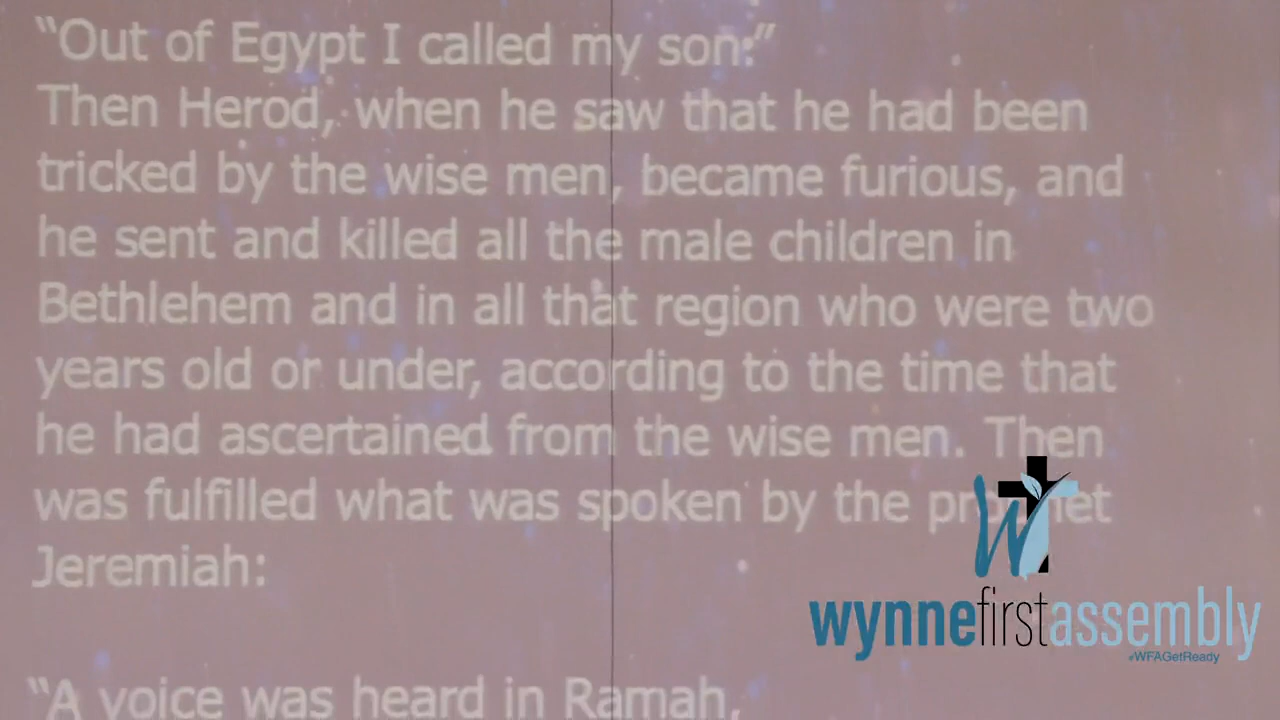 “Out of Egypt I called my son.”
Then Herod, when he saw that he had been
tricked by the wise men, became furious, and
he sent and killed all the male children in
Bethlehem and in all that region who were two
years old or under, according to the time that
he had ascertained from the wise men. Then
was fulfilled what was spoken by the prophet
Jeremiah:
“A voice was heard in Ramah,
W
wynnefirstassembly
#WFAGetReady